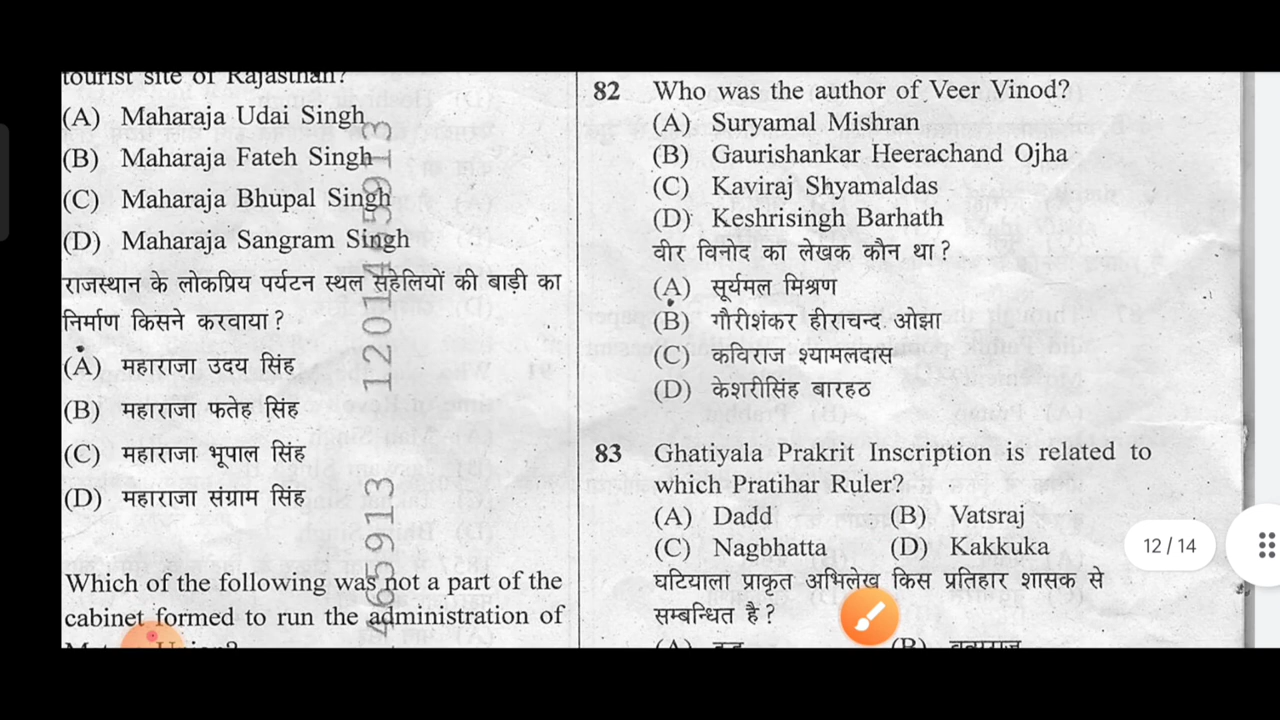 tourist site of Rajasthan?
(A) Maharaja Udai Singh
(B) Maharaja Fateh Singh
(C) Maharaja Bhupal Singh
(D) Maharaja Sangram Singh
राजस्थान के लोकप्रिय पर्यटन स्थल सहेलियों की बाड़ी का
निर्माण किसने करवाया ?
(A) महाराजा उदय सिंह
(B) महाराजा फतेह सिंह
(C) महाराजा भूपाल सिंह
(D) महाराजा संग्राम सिंह
Which of the following was not a part of the
cabinet formed to run the administration of
82 Who was the author of Veer Vinod?
(A) Suryamal Mishran
(B) Gaurishankar Heerachand Ojha
(C) Kaviraj Shyamaldas
(D) Keshrisingh Barhath
वीर विनोद का लेखक कौन था ?
(A) सूर्यमल मिश्रण
(B) गौरीशंकर हीराचन्द ओझा
(C) कविराज श्यामलदास
(D) केशरीसिंह बारहठ
83 Ghatiyala Prakrit Inscription is related to
which Pratihar Ruler?
(A) Dadd (B) Vatsraj
(C) Nagbhatta (D) Kakkuka
घटियाला प्राकृत अभिलेख किस प्रतिहार शासक से
सम्बन्धित है ?
12 / 14